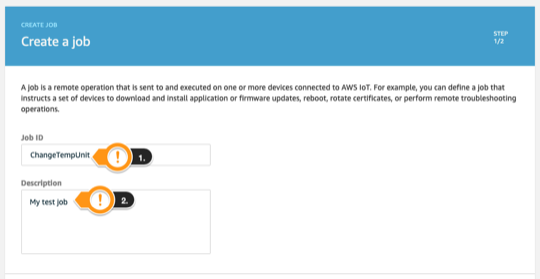 CREATE JOB
Create a job
STEP
1/2
A job is a remote operation that is sent to and executed on one or more devices connected to AWS IoT. For example, you can define a job that
instructs a set of devices to download and install application or firmware updates, reboot, rotate certificates, or perform remote troubleshooting
operations.
Job ID
ChangeTempUnit
! 1.
Description
My test job
! 2.